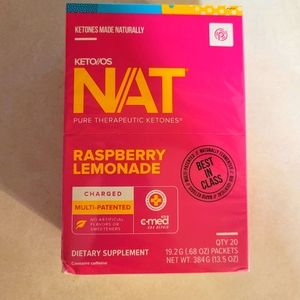 KETONES MADE NATURALLY
KETO//OS
NAT
PURE THERAPEUTIC KETONES®
RASPBERRY
LEMONADE
CHARGED
MULTI-PATENTED
NO ARTIFICIAL
FLAVORS OR
SWEETENERS
c-med
BEST IN
CLASS
QTY 20
19.2 G (.68 OZ) PACKETS
NET WT. 384 G (13.5 OZ)
DIETARY SUPPLEMENT
Contains caffeine